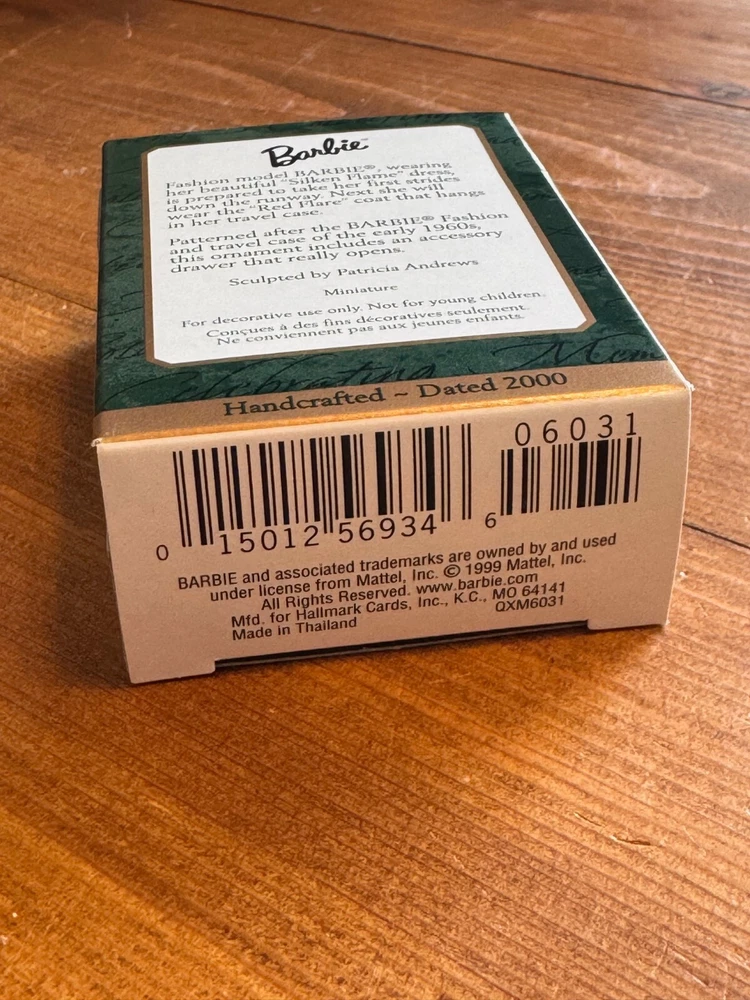 Barbie™
Fashion model BARBIE®, wearing
her beautiful "Silken Flame" dress,
is prepared to take her first strides
down the runway. Next she will
wear the "Red Flare" coat that hangs
in her travel case.
Patterned after the BARBIE® Fashion
and travel case of the early 1960s,
this ornament includes an accessory
drawer that really opens.
Sculpted by Patricia Andrews
Miniature
For decorative use only. Not for young children.
Conçues à des fins décoratives seulement.
Ne conviennent pas aux jeunes enfants.
Celebrating
Mem
Handcrafted ~ Dated 2000
06031
0 15012 56934 6
BARBIE and associated trademarks are owned by and used
under license from Mattel, Inc. © 1999 Mattel, Inc.
All Rights Reserved. www.barbie.com
Mfd. for Hallmark Cards, Inc., K.C., MO 64141
Made in Thailand QXM6031